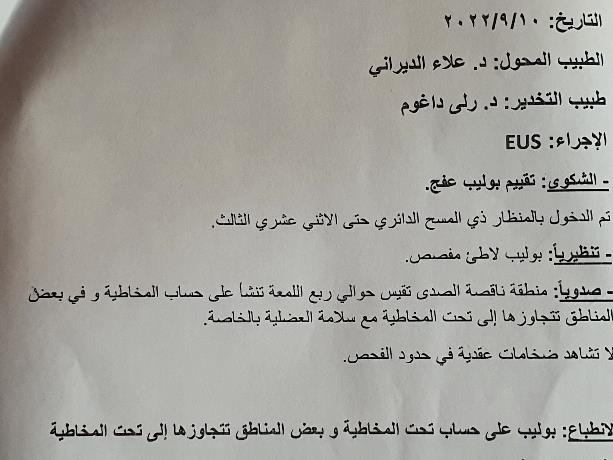 التاريخ: ٢٠٢٢/٩/١٠
الطبيب المحول: د. علاء الديراني
طبيب التخدير: د. رلى داغوم
الإجراء: EUS
- الشكوى: تقييم بوليب عفج.
تم الدخول بالمنظار ذي المسح الدائري حتى الاثني عشري الثالث.
- تنظيرياً: بوليب لاطئ مفصص.
- صدوياً: منطقة ناقصة الصدى تقيس حوالي ربع اللمعة تنشأ على حساب المخاطية و في بعض
المناطق تتجاوزها إلى تحت المخاطية مع سلامة العضلية بالخاصة.
لا تشاهد ضخامات عقدية في حدود الفحص.
لانطباع: بوليب على حساب تحت المخاطية و بعض المناطق تتجاوزها إلى تحت المخاطية